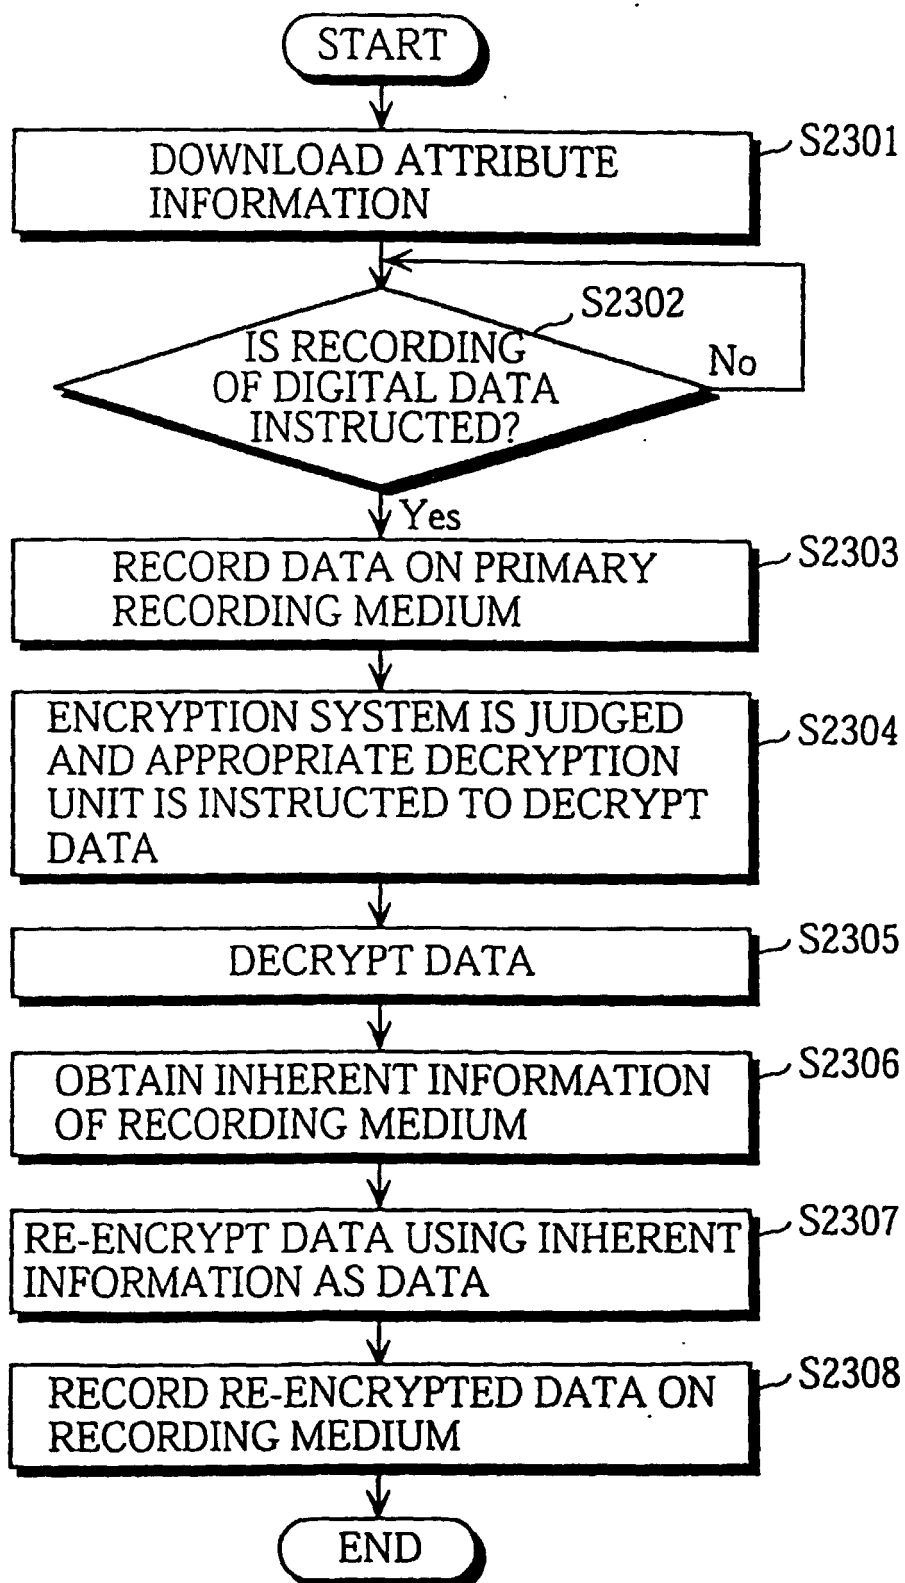 START
S2301
DOWNLOAD ATTRIBUTE
INFORMATION
S2302
IS RECORDING
OF DIGITAL DATA
INSTRUCTED?
No
Yes
S2303
RECORD DATA ON PRIMARY
RECORDING MEDIUM
S2304
ENCRYPTION SYSTEM IS JUDGED
AND APPROPRIATE DECRYPTION
UNIT IS INSTRUCTED TO DECRYPT
DATA
S2305
DECRYPT DATA
S2306
OBTAIN INHERENT INFORMATION
OF RECORDING MEDIUM
S2307
RE-ENCRYPT DATA USING INHERENT
INFORMATION AS DATA
S2308
RECORD RE-ENCRYPTED DATA ON
RECORDING MEDIUM
END